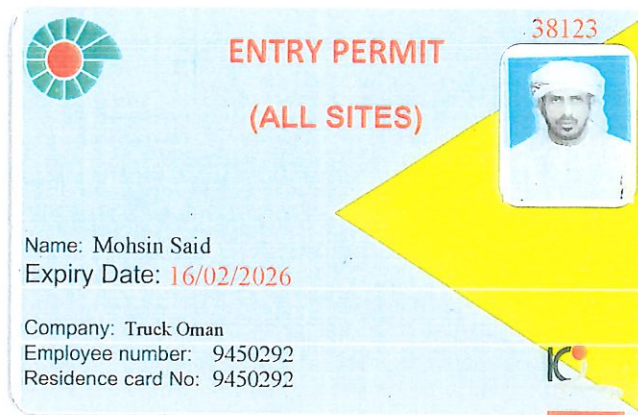 38123
ENTRY PERMIT
(ALL SITES)
Name: Mohsin Said
Expiry Date: 16/02/2026
Company: Truck Oman
Employee number: 9450292
Residence card No: 9450292